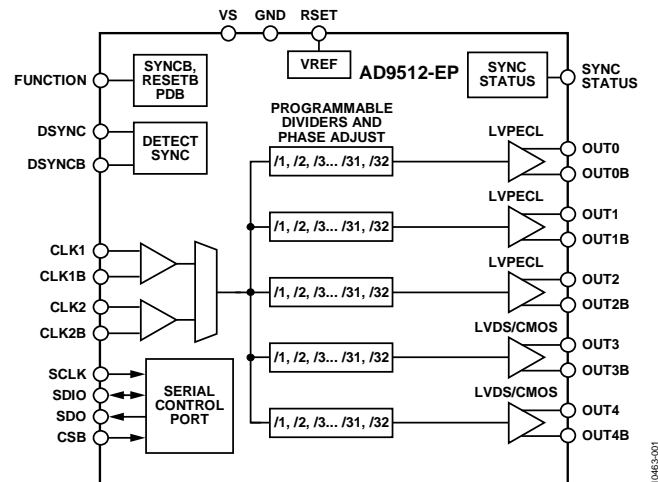 VS GND RSET
VREF
AD9512-EP
SYNC
STATUS
SYNC
STATUS
FUNCTION
SYNCB,
RESETB
PDB
DSYNC
DSYNCB
DETECT
SYNC
PROGRAMMABLE
DIVIDERS AND
PHASE ADJUST
/1, /2, /3... /31, /32
LVPECL
OUT0
OUT0B
/1, /2, /3... /31, /32
LVPECL
OUT1
OUT1B
CLK1
CLK1B
CLK2
CLK2B
/1, /2, /3... /31, /32
LVPECL
OUT2
OUT2B
/1, /2, /3... /31, /32
LVDS/CMOS
OUT3
OUT3B
SCLK
SDIO
SDO
CSB
SERIAL
CONTROL
PORT
/1, /2, /3... /31, /32
LVDS/CMOS
OUT4
OUT4B
10463-001